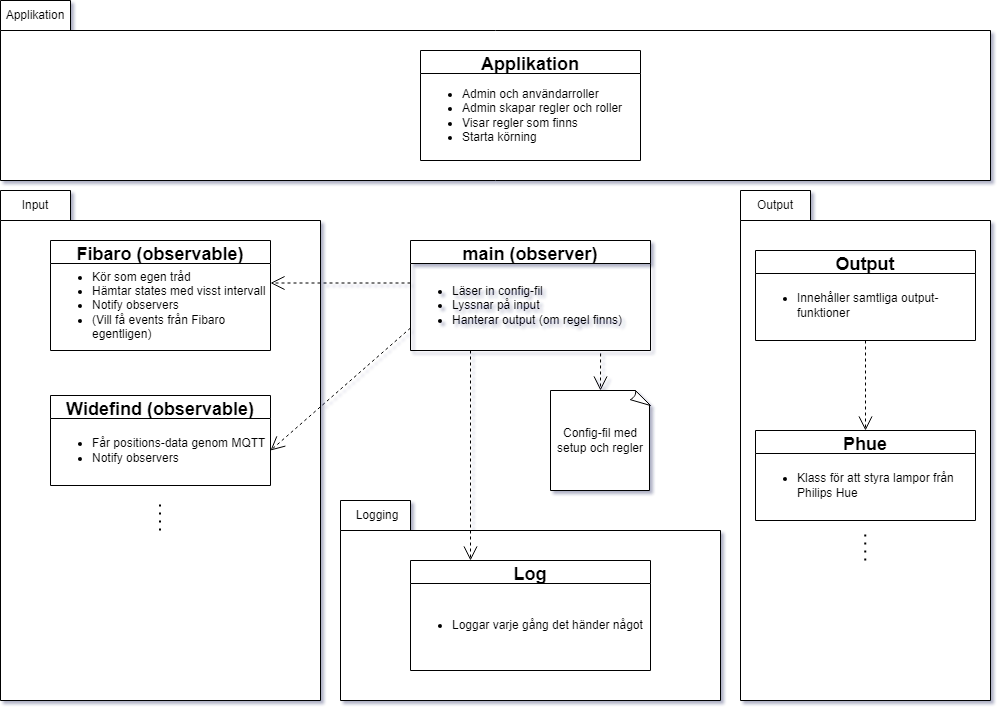 Applikation
Applikation
Admin och användarroller
Admin skapar regler och roller
Visar regler som finns
Starta körning
Input
Fibaro (observable)
Kör som egen tråd
Hämtar states med visst intervall
Notify observers
(Vill få events från Fibaro
egentligen)
Widefind (observable)
Får positions-data genom MQTT
Notify observers
main (observer)
Läser in config-fil
Lyssnar på input
Hanterar output (om regel finns)
Config-fil med
setup och regler
Logging
Log
Loggar varje gång det händer något
Output
Output
Innehåller samtliga output-
funktioner
Phue
Klass för att styra lampor från
Philips Hue